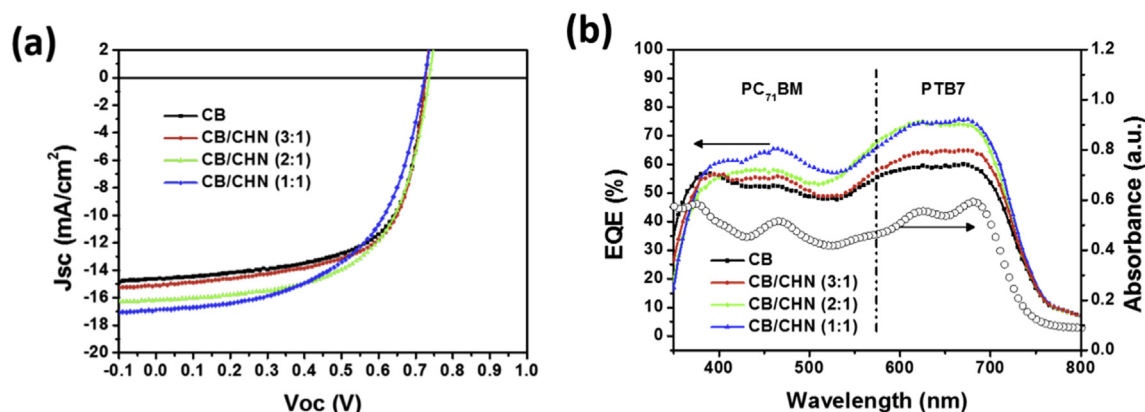 (a)
2
0
-2
-4
-6
-8
-10
-12
-14
-16
-18
-20
Jsc (mA/cm²)
CB
CB/CHN (3:1)
CB/CHN (2:1)
CB/CHN (1:1)
-0.1 0.0 0.1 0.2 0.3 0.4 0.5 0.6 0.7 0.8 0.9 1.0
Voc (V)
(b)
100
90
80
70
60
50
40
30
20
10
0
EQE (%)
PC₇₁BM PTB7
CB
CB/CHN (3:1)
CB/CHN (2:1)
CB/CHN (1:1)
1.2
1.0
0.8
0.6
0.4
0.2
0.0
Absorbance (a.u.)
400 500 600 700 800
Wavelength (nm)